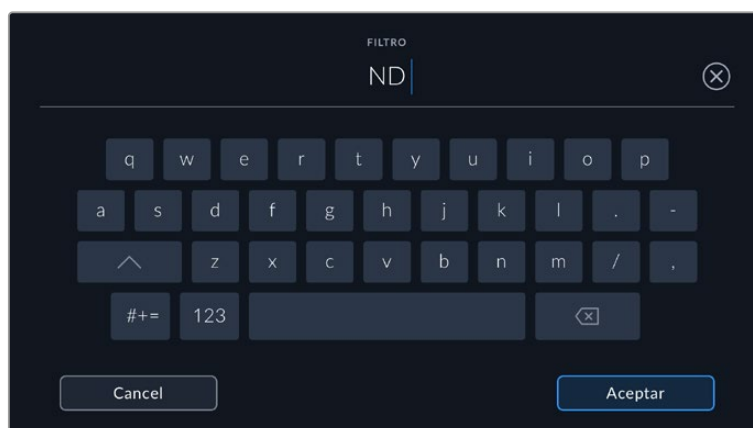 FILTRO
ND
q w e r t y u i o p
a s d f g h j k l . -
z x c v b n m / ,
#+= 123
Cancel Aceptar